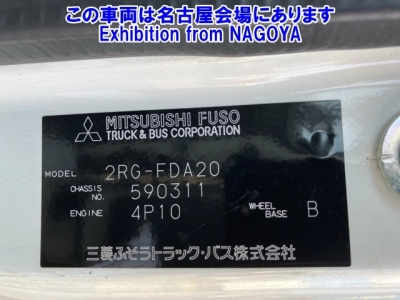 この車両は名古屋会場にあります
Exhibition from NAGOYA
MITSUBISHI FUSO
TRUCK & BUS CORPORATION
MODEL 2RG-FDA20
CHASSIS NO. 590311
ENGINE 4P10 WHEEL BASE B
三菱ふそうトラック・バス株式会社